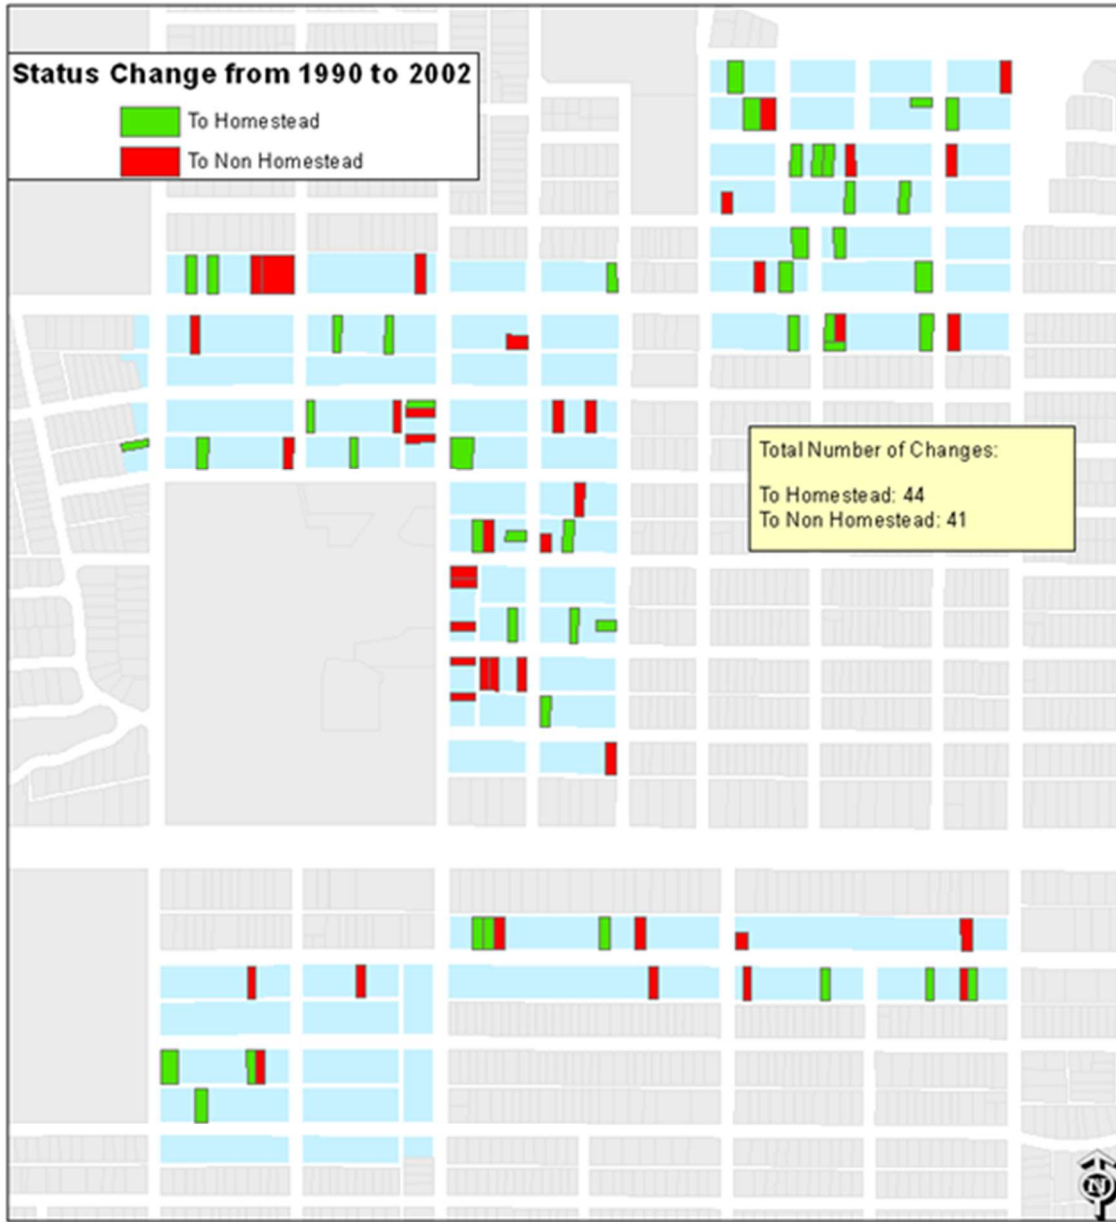 Status Change from 1990 to 2002
To Homestead
To Non Homestead
Total Number of Changes:
To Homestead: 44
To Non Homestead: 41
N